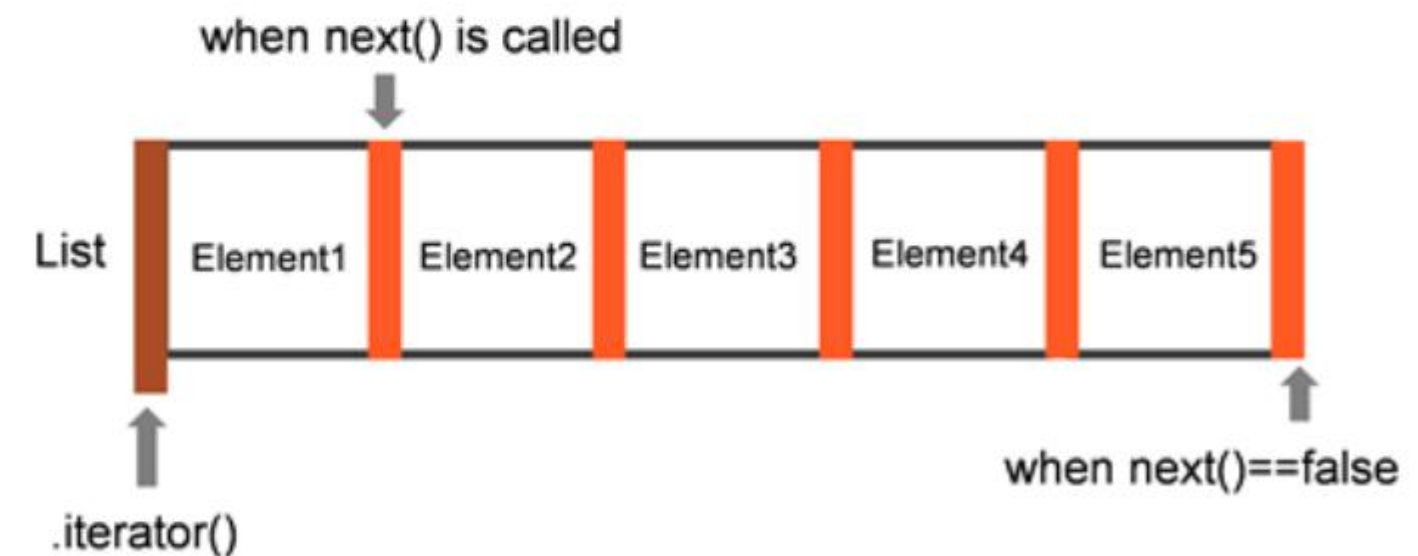 when next() is called
List
Element1
Element2
Element3
Element4
Element5
when next()==false
.iterator()